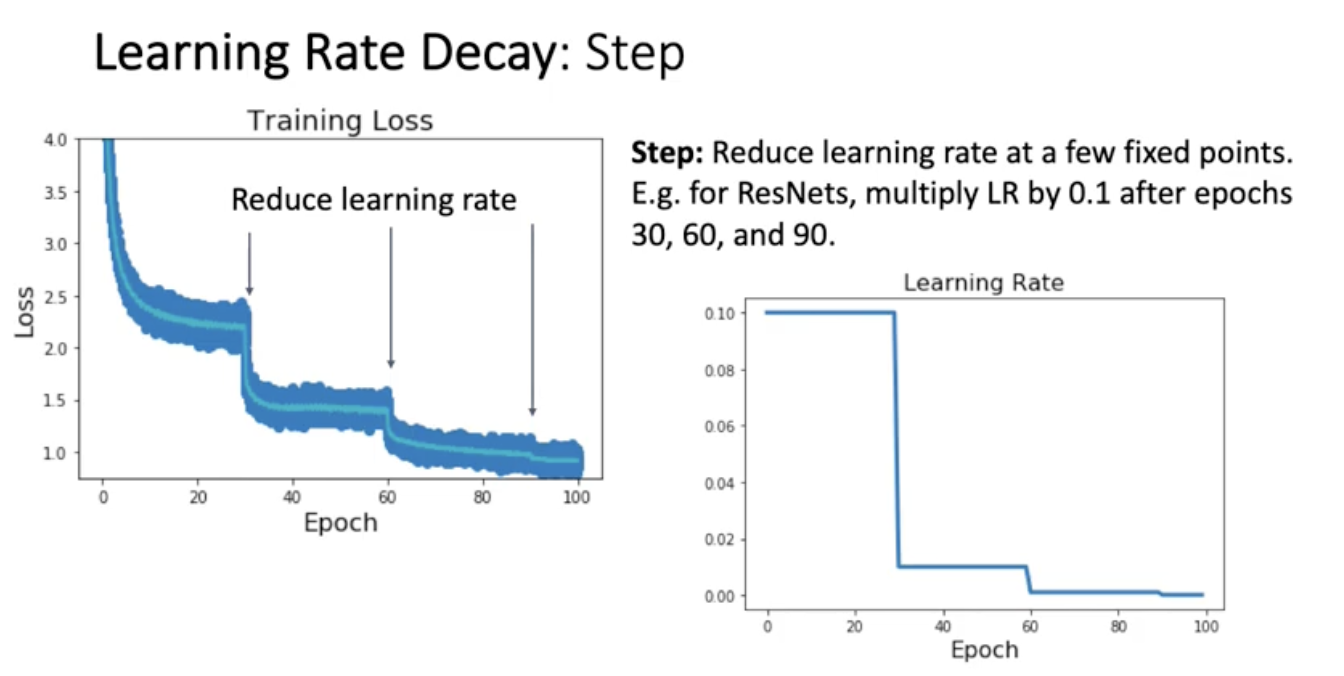 Learning Rate Decay: Step
Training Loss
4.0
3.5
3.0
2.5
2.0
1.5
1.0
Loss
Reduce learning rate
0 20 40 60 80 100
Epoch
Step: Reduce learning rate at a few fixed points.
E.g. for ResNets, multiply LR by 0.1 after epochs
30, 60, and 90.
Learning Rate
0.10
0.08
0.06
0.04
0.02
0.00
0 20 40 60 80 100
Epoch